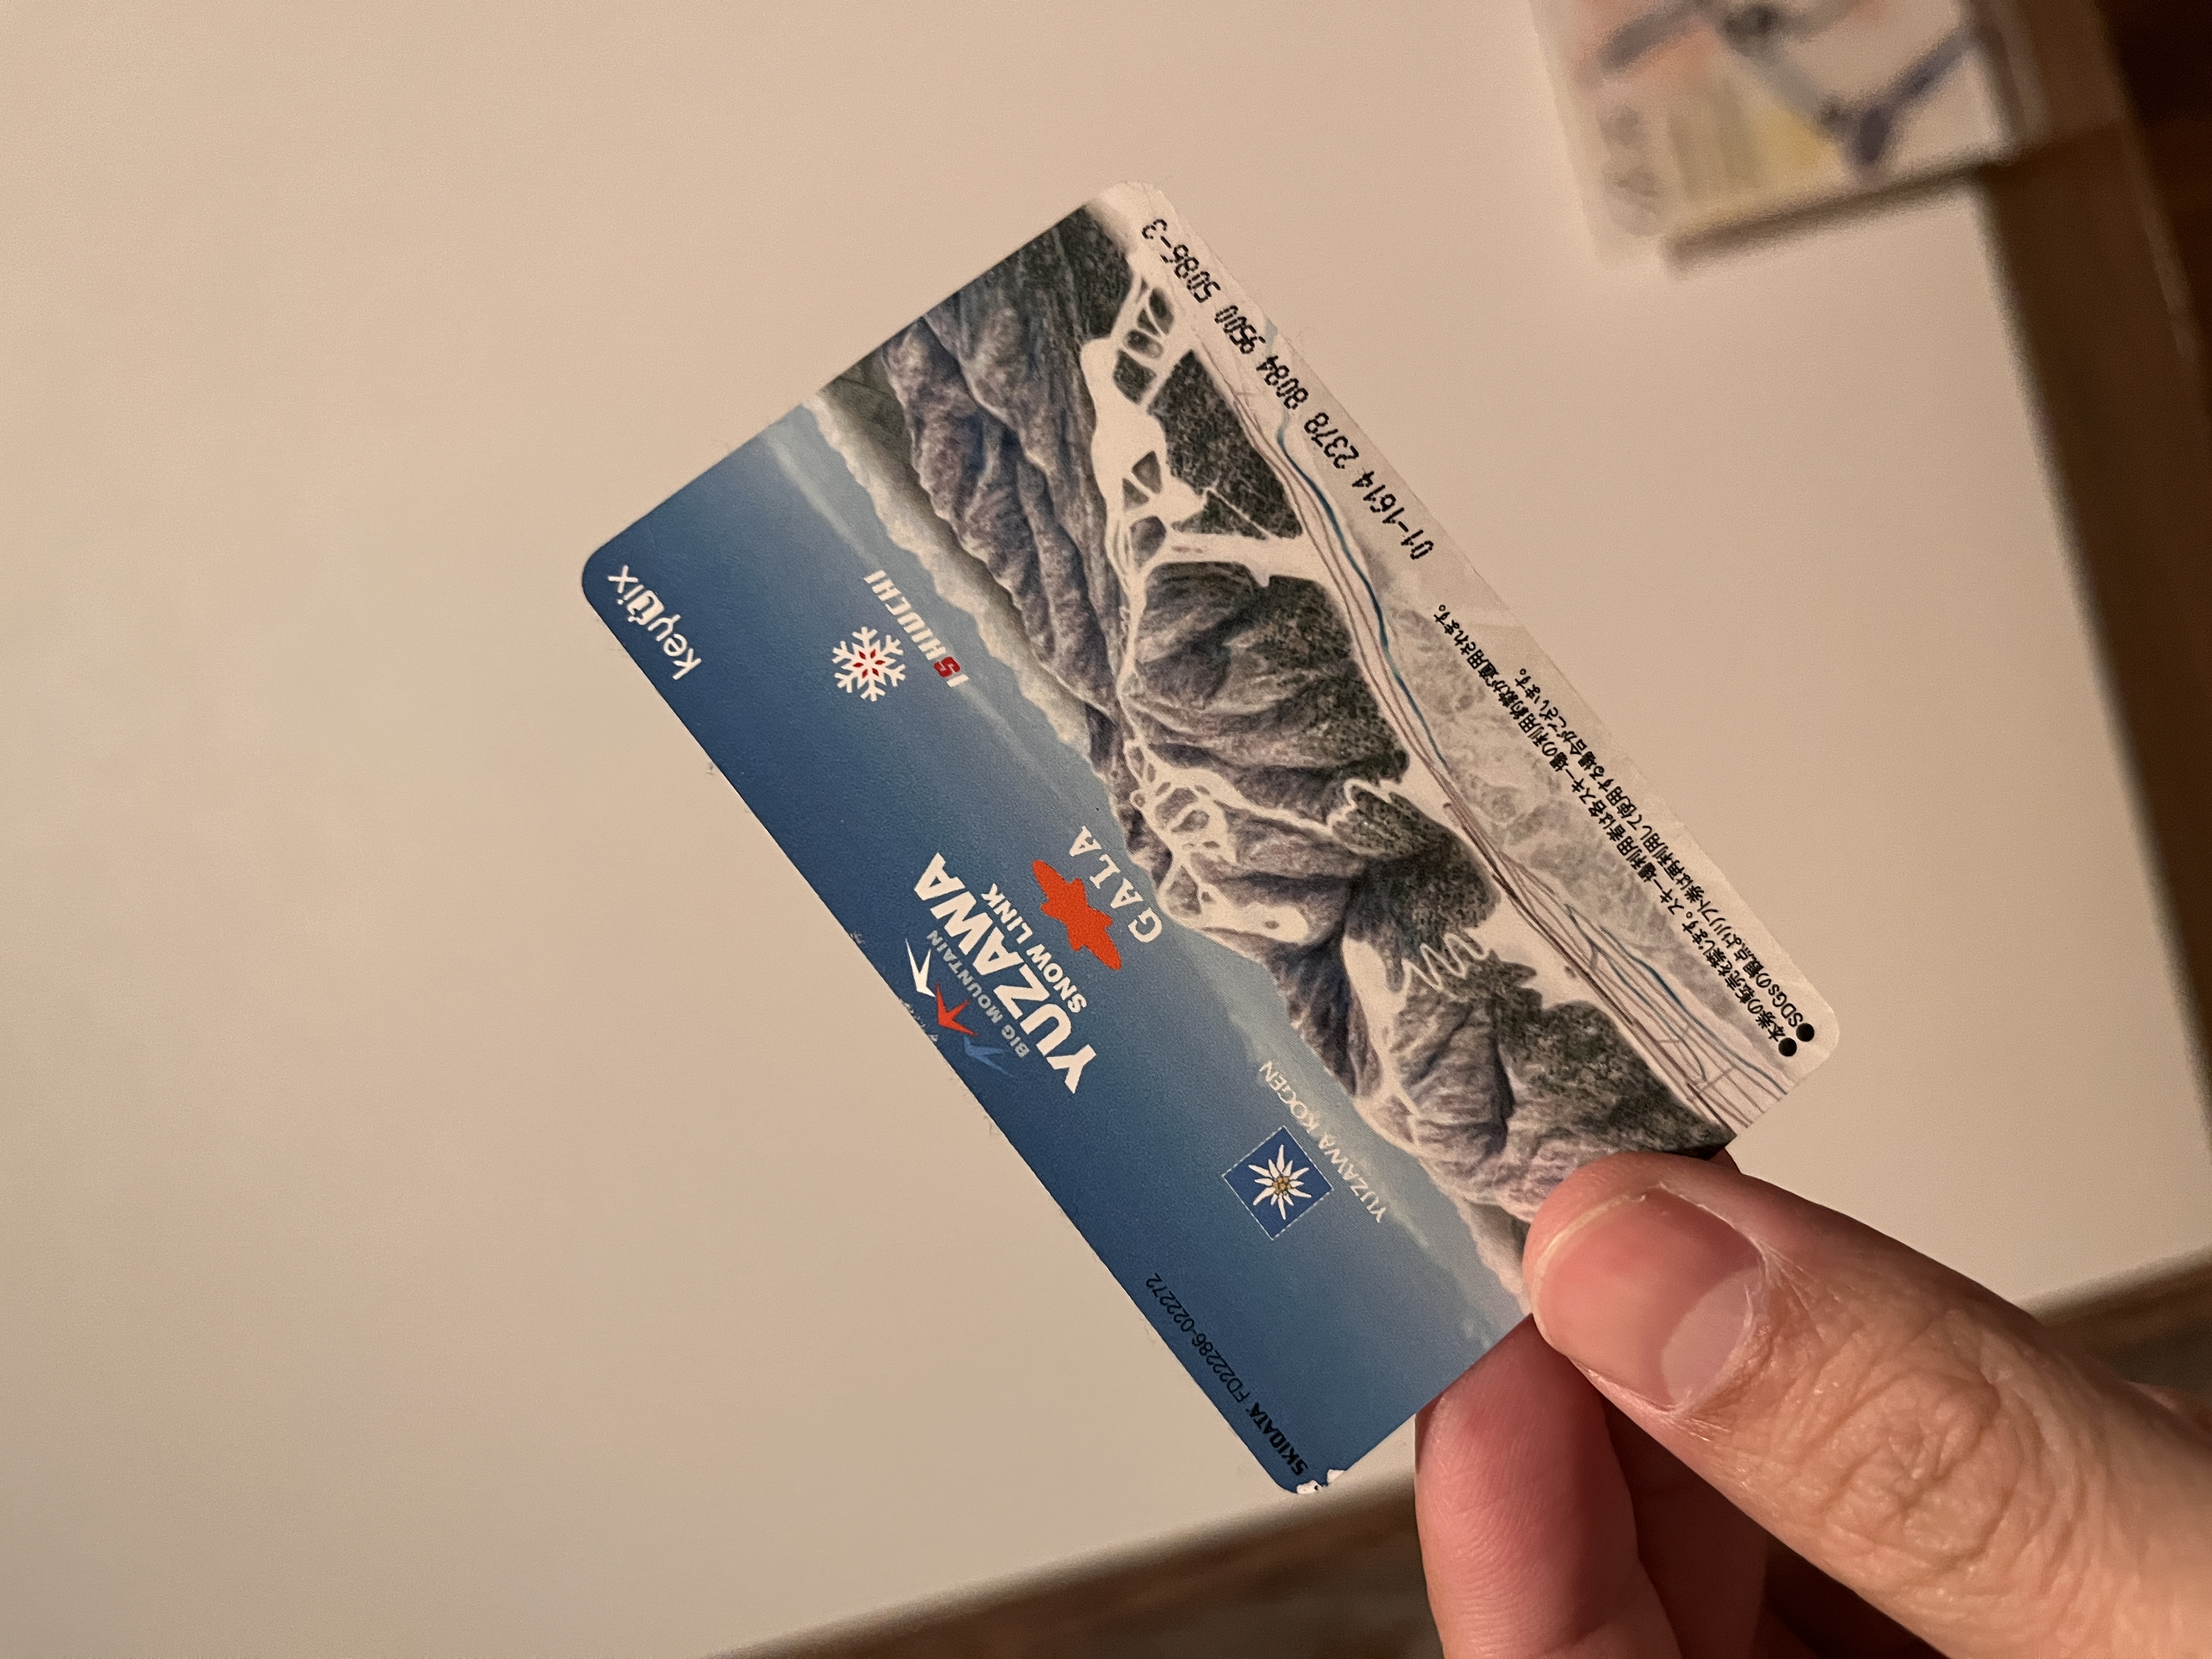 keytix
SKIDATA FD22286-022272
BIG MOUNTAIN
YUZAWA
SNOW LINK
GALA
ISHIUCHI
YUZAWA KOGEN
01-1614 2378 8084 9500 5086-3
●本券の転売を禁じます。スキー場利用者は各スキー場の利用約款が適用されます。
●SDGsの観点よりリフト券は再利用して使用する場合がございます。